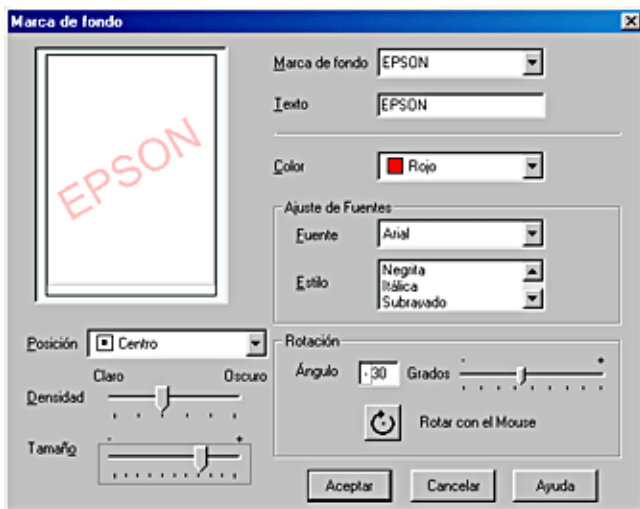 Marca de fondo
EPSON
Marca de fondo EPSON
Texto EPSON
Color Rojo
Ajuste de Fuentes
Fuente Arial
Estilo Negrita
Itálica
Subrayado
Posición Centro
Claro Oscuro
Densidad
Tamaño - +
Rotación
Ángulo -30 Grados - +
Rotar con el Mouse
Aceptar Cancelar Ayuda